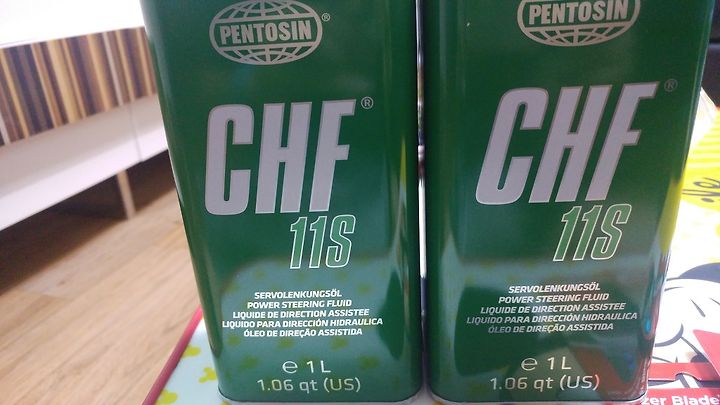 PENTOSIN ®
CHF ®
11S
SERVOLENKUNGSÖL
POWER STEERING FLUID
LIQUIDE DE DIRECTION ASSISTEE
LIQUIDO PARA DIRECCIÓN HIDRAULICA
ÓLEO DE DIREÇÃO ASSISTIDA
℮ 1 L
1.06 qt (US)
PENTOSIN
CHF ®
11S
SERVOLENKUNGSÖL
POWER STEERING FLUID
LIQUIDE DE DIRECTION ASSISTEE
LIQUIDO PARA DIRECCIÓN HIDRAULICA
ÓLEO DE DIREÇÃO ASSISTIDA
℮ 1 L
1.06 qt (US)